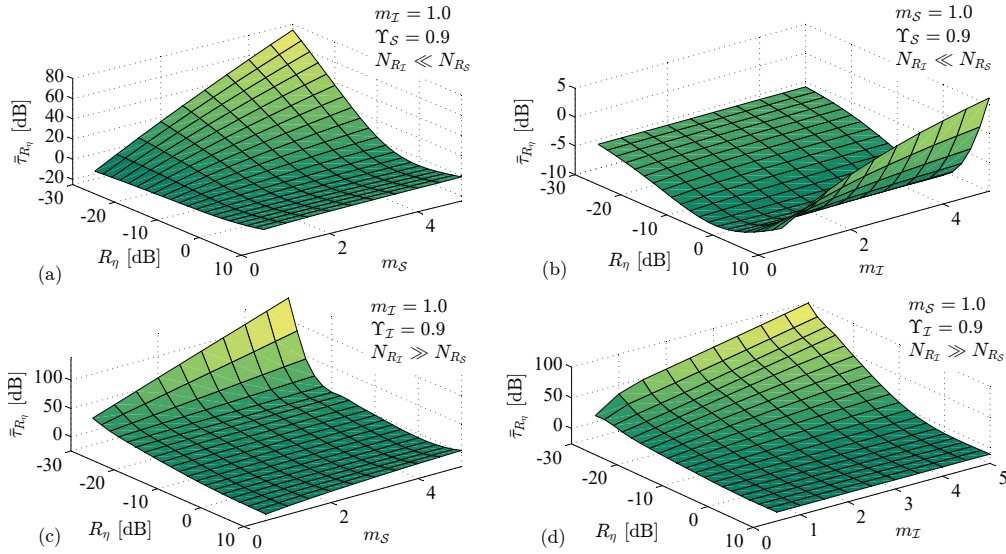 m_I = 1.0
Υ_S = 0.9
N_{R_I} ≪ N_{R_S}
80
60
40
20
0
-20
τ̄_{R_η} [dB]
-30
-20
-10
0
10
R_η [dB]
0
2
4
m_S
(a)
m_S = 1.0
Υ_S = 0.9
N_{R_I} ≪ N_{R_S}
5
0
-5
-10
τ̄_{R_η} [dB]
-30
-20
-10
0
10
R_η [dB]
0
2
4
m_I
(b)
m_I = 1.0
Υ_I = 0.9
N_{R_I} ≫ N_{R_S}
100
50
0
τ̄_{R_η} [dB]
-30
-20
-10
0
10
R_η [dB]
0
2
4
m_S
(c)
m_S = 1.0
Υ_I = 0.9
N_{R_I} ≫ N_{R_S}
100
50
0
τ̄_{R_η} [dB]
-30
-20
-10
0
10
R_η [dB]
0
1
2
3
4
5
m_I
(d)